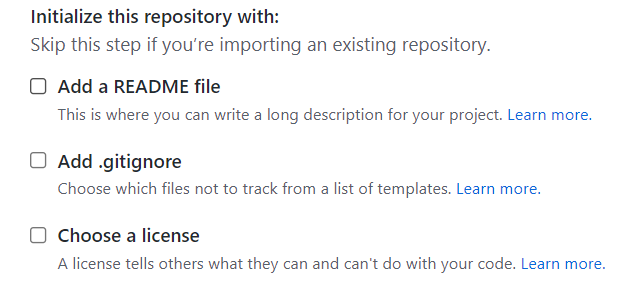 Initialize this repository with:
Skip this step if you're importing an existing repository.
Add a README file
This is where you can write a long description for your project. Learn more.
Add .gitignore
Choose which files not to track from a list of templates. Learn more.
Choose a license
A license tells others what they can and can't do with your code. Learn more.